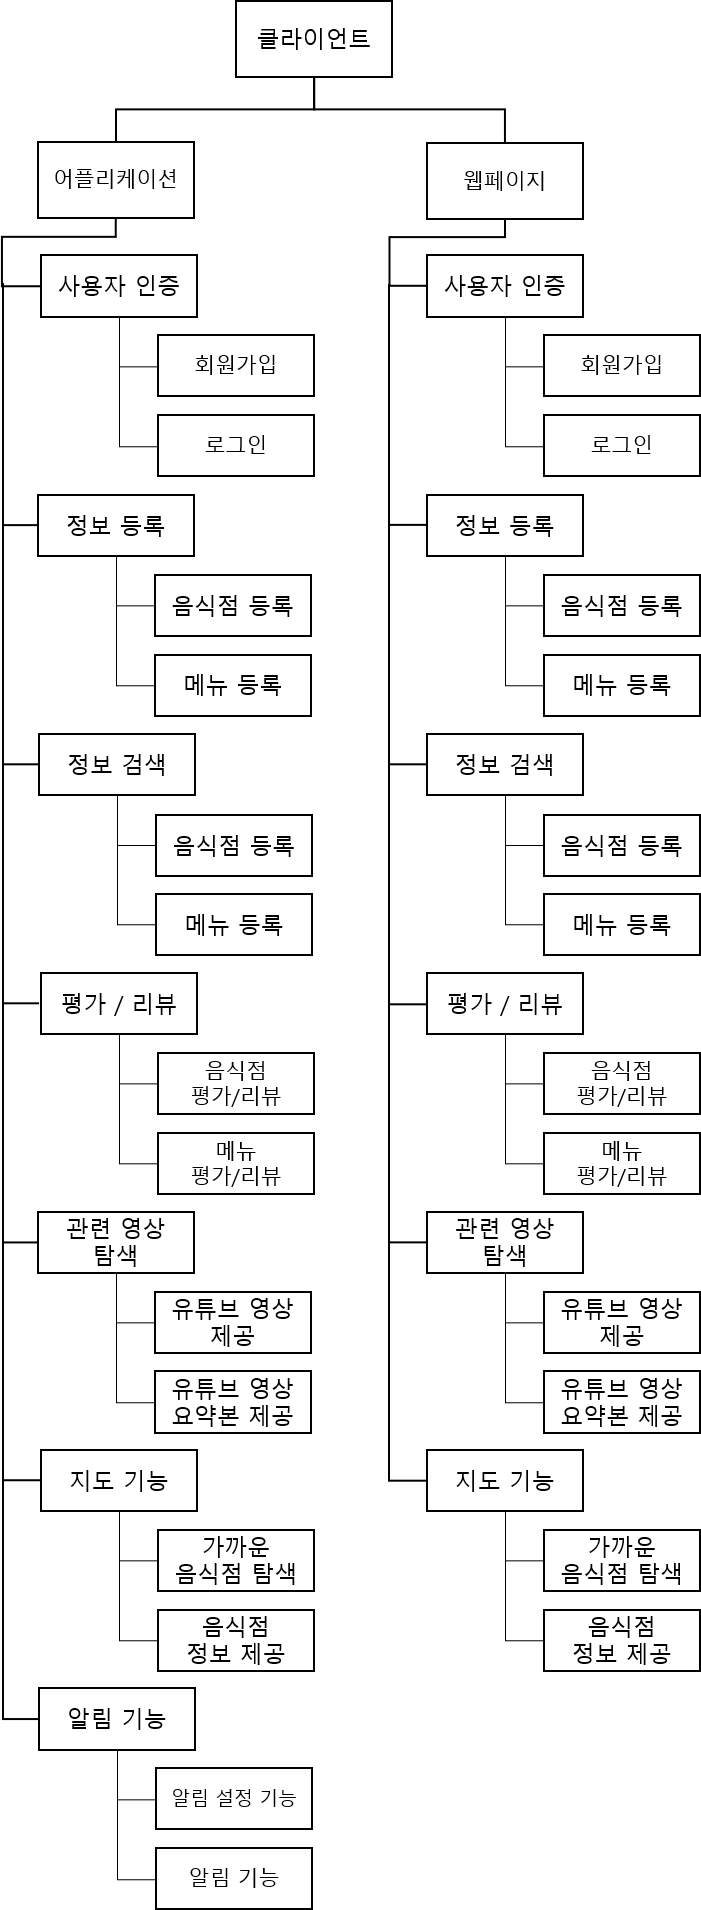 클라이언트
어플리케이션
사용자 인증
회원가입
로그인
정보 등록
음식점 등록
메뉴 등록
정보 검색
음식점 등록
메뉴 등록
평가 / 리뷰
음식점
평가/리뷰
메뉴
평가/리뷰
관련 영상
탐색
유튜브 영상
제공
유튜브 영상
요약본 제공
지도 기능
가까운
음식점 탐색
음식점
정보 제공
알림 기능
알림 설정 기능
알림 기능
웹페이지
사용자 인증
회원가입
로그인
정보 등록
음식점 등록
메뉴 등록
정보 검색
음식점 등록
메뉴 등록
평가 / 리뷰
음식점
평가/리뷰
메뉴
평가/리뷰
관련 영상
탐색
유튜브 영상
제공
유튜브 영상
요약본 제공
지도 기능
가까운
음식점 탐색
음식점
정보 제공